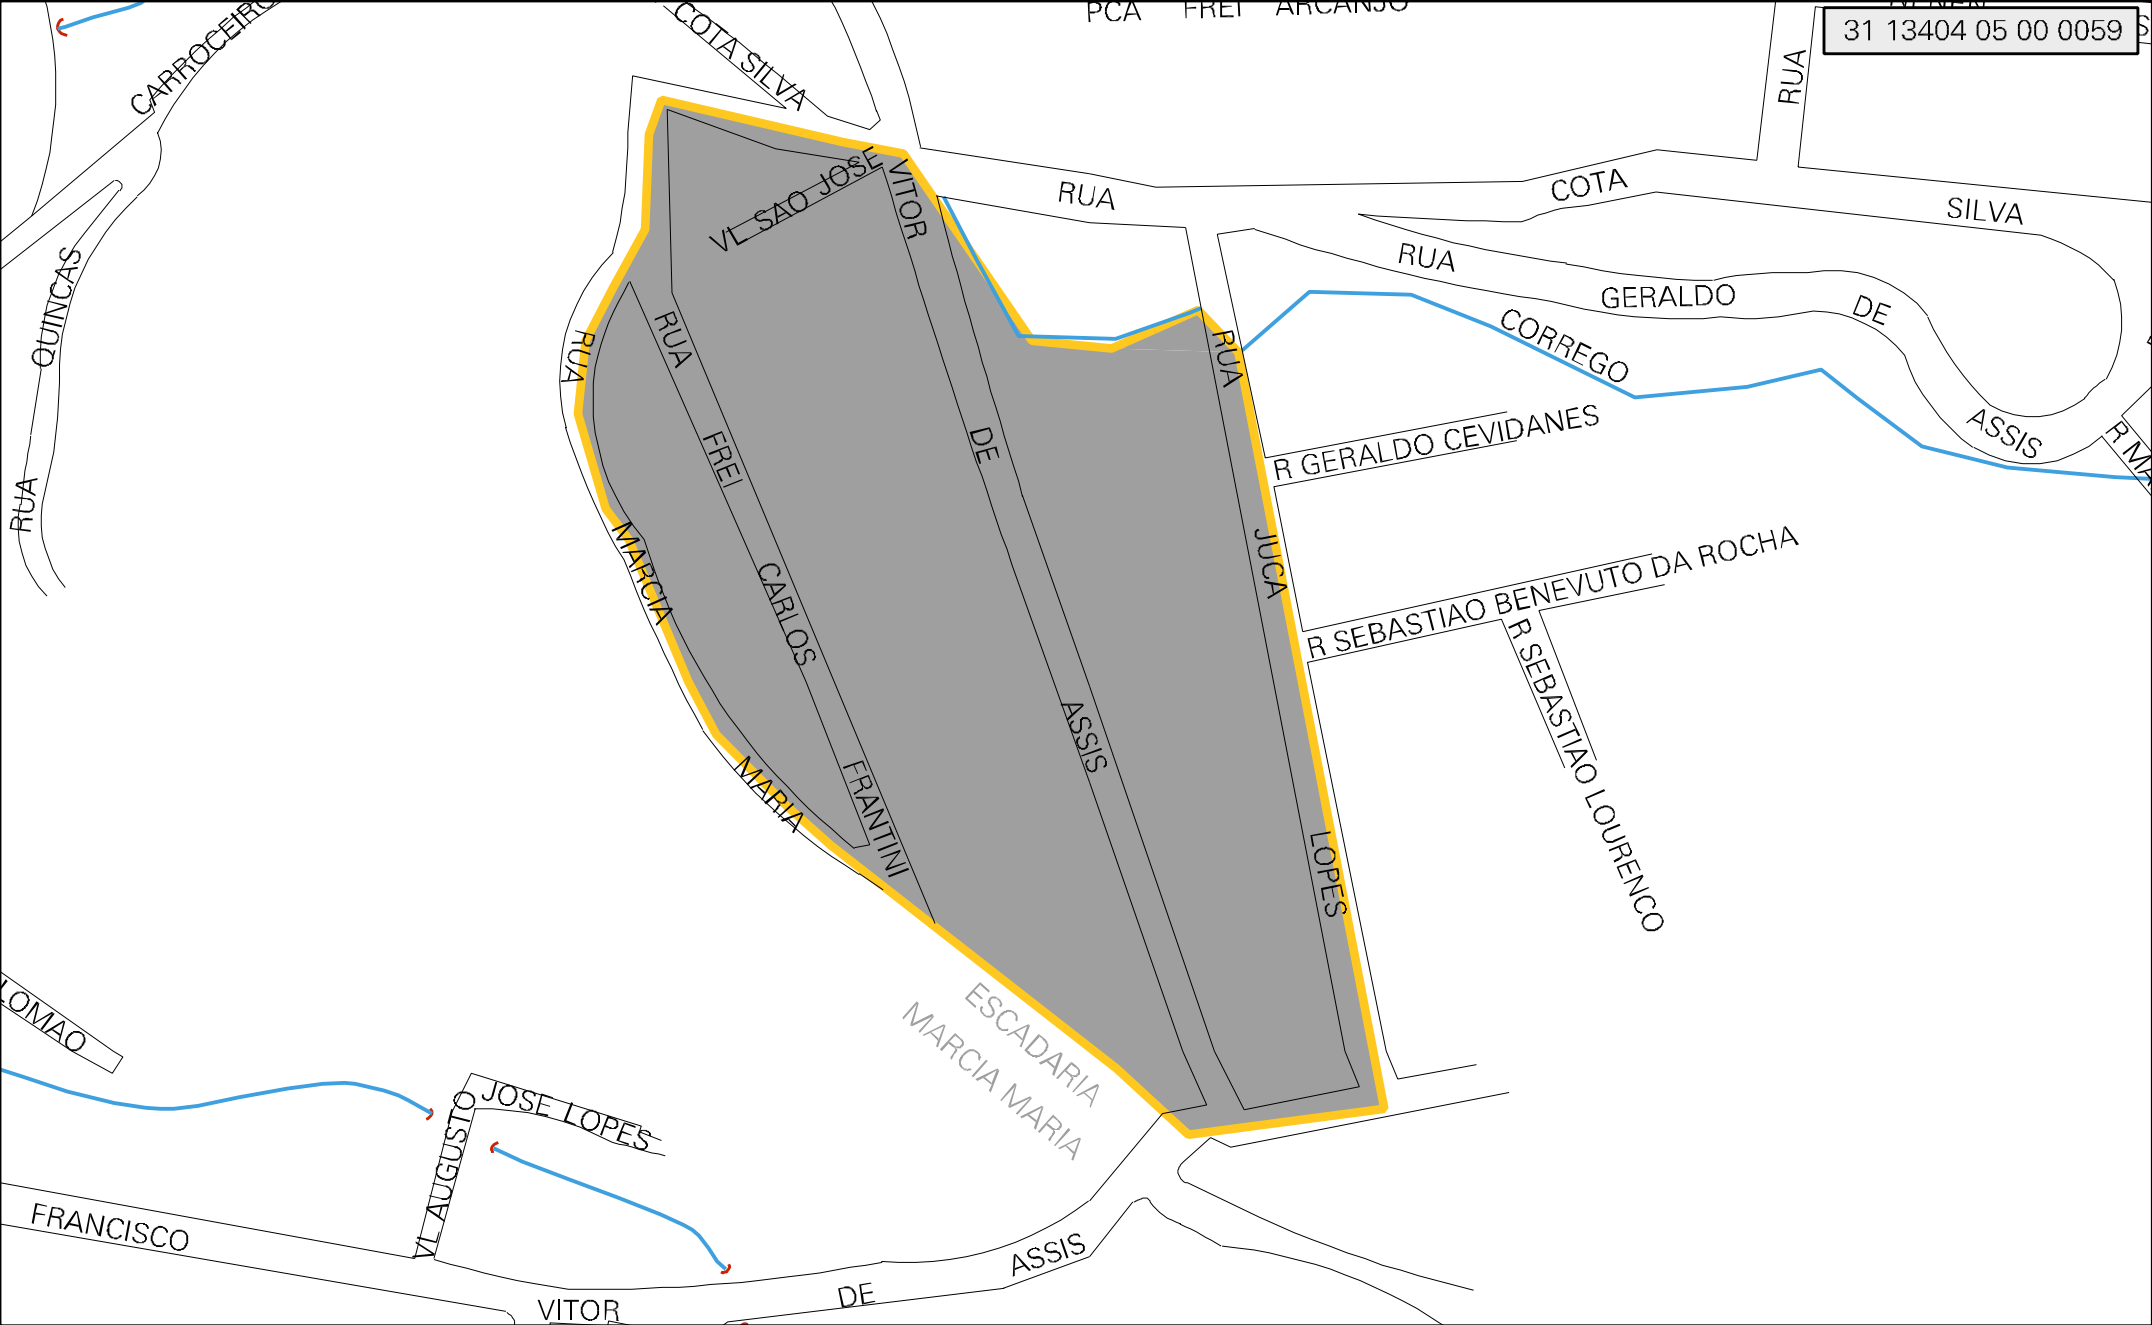 PCA FREI ARCANJO
31 13404 05 00 0059
CARROCEIRO
COTA SILVA
RUA
VL SAO JOSE
VITOR
DE
ASSIS
RUA
COTA
SILVA
RUA
GERALDO
DE
ASSIS
CORREGO
RUA
QUINCAS
RUA
MARCIA
MARIA
RUA
FREI
CARLOS
FRANTINI
RUA
JUCA
LOPES
R GERALDO CEVIDANES
R SEBASTIAO BENEVUTO DA ROCHA
R SEBASTIAO LOURENCO
R MA
ESCADARIA
MARCIA MARIA
LOMAO
JOSE LOPES
VL AUGUSTO
FRANCISCO
VITOR
DE
ASSIS